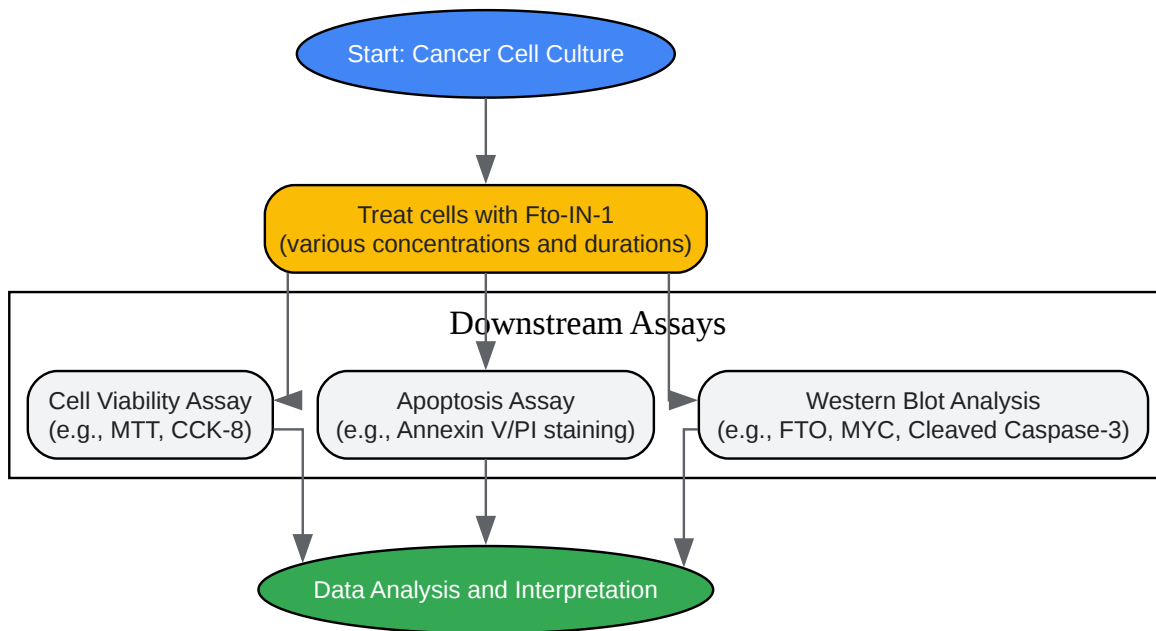 Start: Cancer Cell Culture
Treat cells with Fto-IN-1
(various concentrations and durations)
Downstream Assays
Cell Viability Assay
(e.g., MTT, CCK-8)
Apoptosis Assay
(e.g., Annexin V/PI staining)
Western Blot Analysis
(e.g., FTO, MYC, Cleaved Caspase-3)
Data Analysis and Interpretation